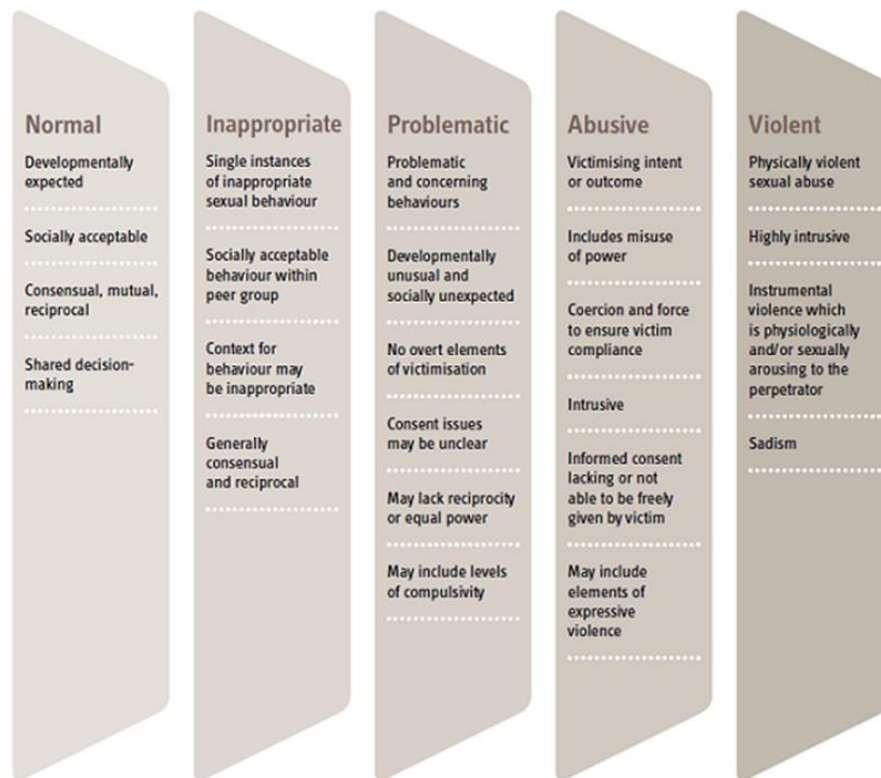 Normal
Developmentally
expected
Socially acceptable
Consensual, mutual,
reciprocal
Shared decision-
making
Inappropriate
Single instances
of inappropriate
sexual behaviour
Socially acceptable
behaviour within
peer group
Context for
behaviour may
be inappropriate
Generally
consensual
and reciprocal
Problematic
Problematic
and concerning
behaviours
Developmentally
unusual and
socially unexpected
No overt elements
of victimisation
Consent issues
may be unclear
May lack reciprocity
or equal power
May include levels
of compulsivity
Abusive
Victimising intent
or outcome
Includes misuse
of power
Coercion and force
to ensure victim
compliance
Intrusive
Informed consent
lacking or not
able to be freely
given by victim
May include
elements of
expressive
violence
Violent
Physically violent
sexual abuse
Highly intrusive
Instrumental
violence which
is physiologically
and/or sexually
arousing to the
perpetrator
Sadism